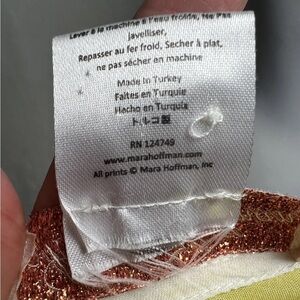 Laver à la machine à l'eau froide, Ne Pas
Javelliser,
Repasser au fer froid, Secher à plat,
ne pas sécher en machine
Made in Turkey
Faites en Turquie
Hecho en Turquía
トルコ製
RN 124749
www.marahoffman.com
All prints © Mara Hoffman, Inc